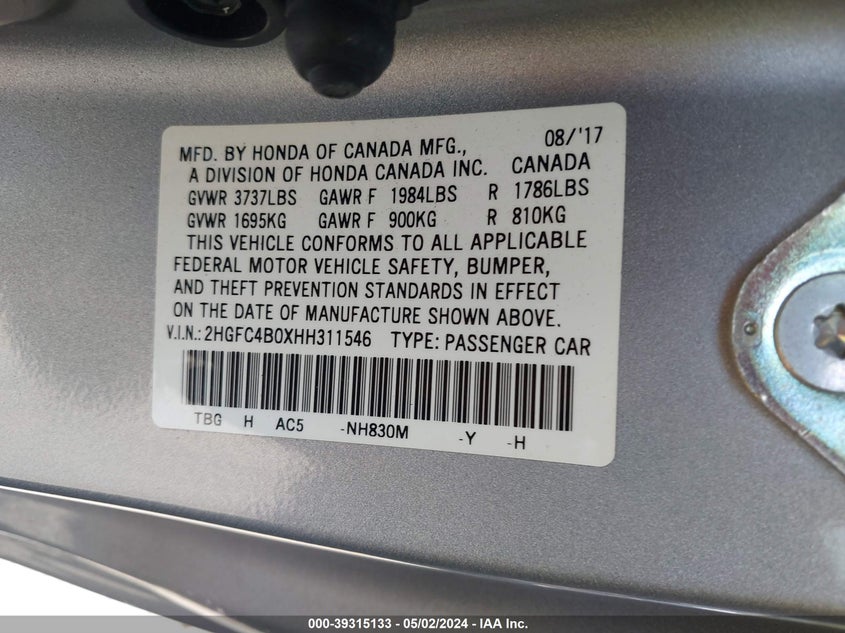 MFD. BY HONDA OF CANADA MFG., 08/'17
A DIVISION OF HONDA CANADA INC. CANADA
GVWR 3737LBS GAWR F 1984LBS R 1786LBS
GVWR 1695KG GAWR F 900KG R 810KG
THIS VEHICLE CONFORMS TO ALL APPLICABLE
FEDERAL MOTOR VEHICLE SAFETY, BUMPER,
AND THEFT PREVENTION STANDARDS IN EFFECT
ON THE DATE OF MANUFACTURE SHOWN ABOVE.
V.I.N.: 2HGFC4B0XHH311546 TYPE: PASSENGER CAR
TBG H AC5 -NH830M -Y -H
000-39315133 - 05/02/2024 - IAA Inc.